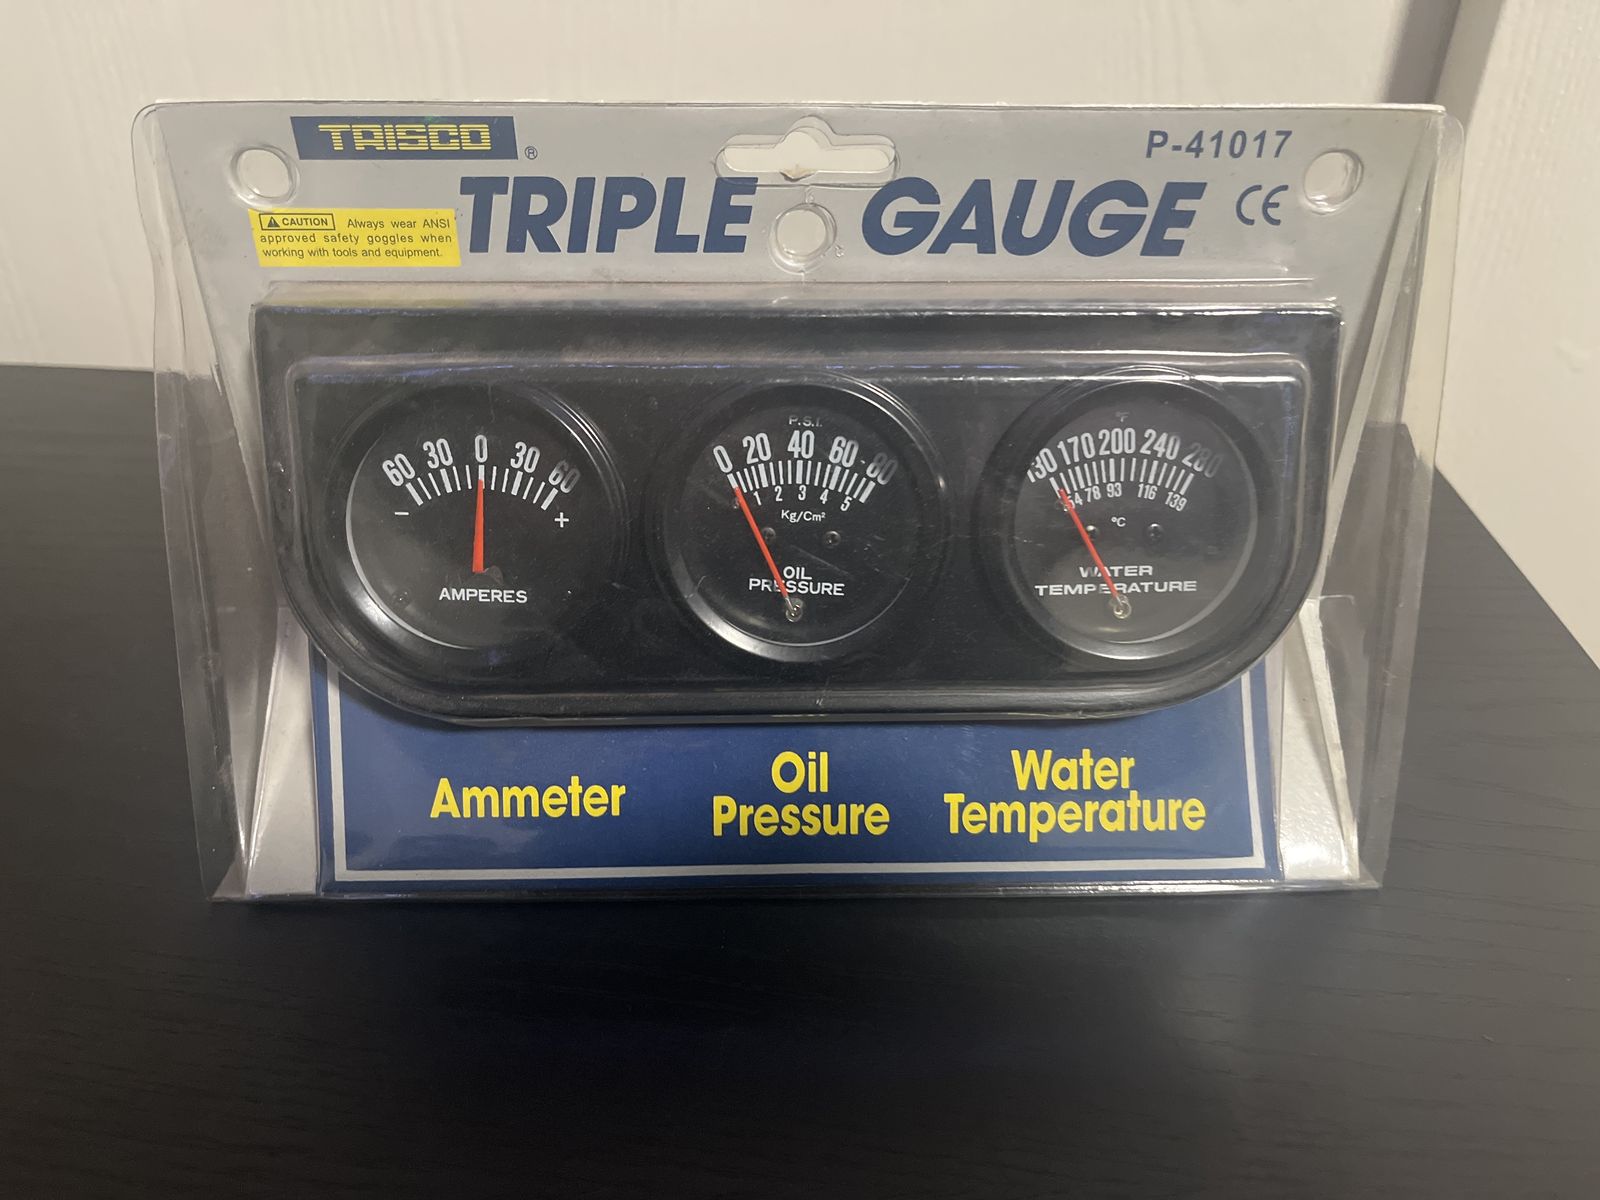 TAISCO ®
P-41017
TRIPLE GAUGE CE
CAUTION Always wear ANSI
approved safety goggles when
working with tools and equipment.
60 30 0 30 60
- +
AMPERES
P.S.I.
0 20 40 60 80
1 2 3 4 5
Kg/Cm²
OIL
PRESSURE
°F
130 170 200 240 280
54 78 93 116 139
°C
WATER
TEMPERATURE
Ammeter
Oil
Pressure
Water
Temperature